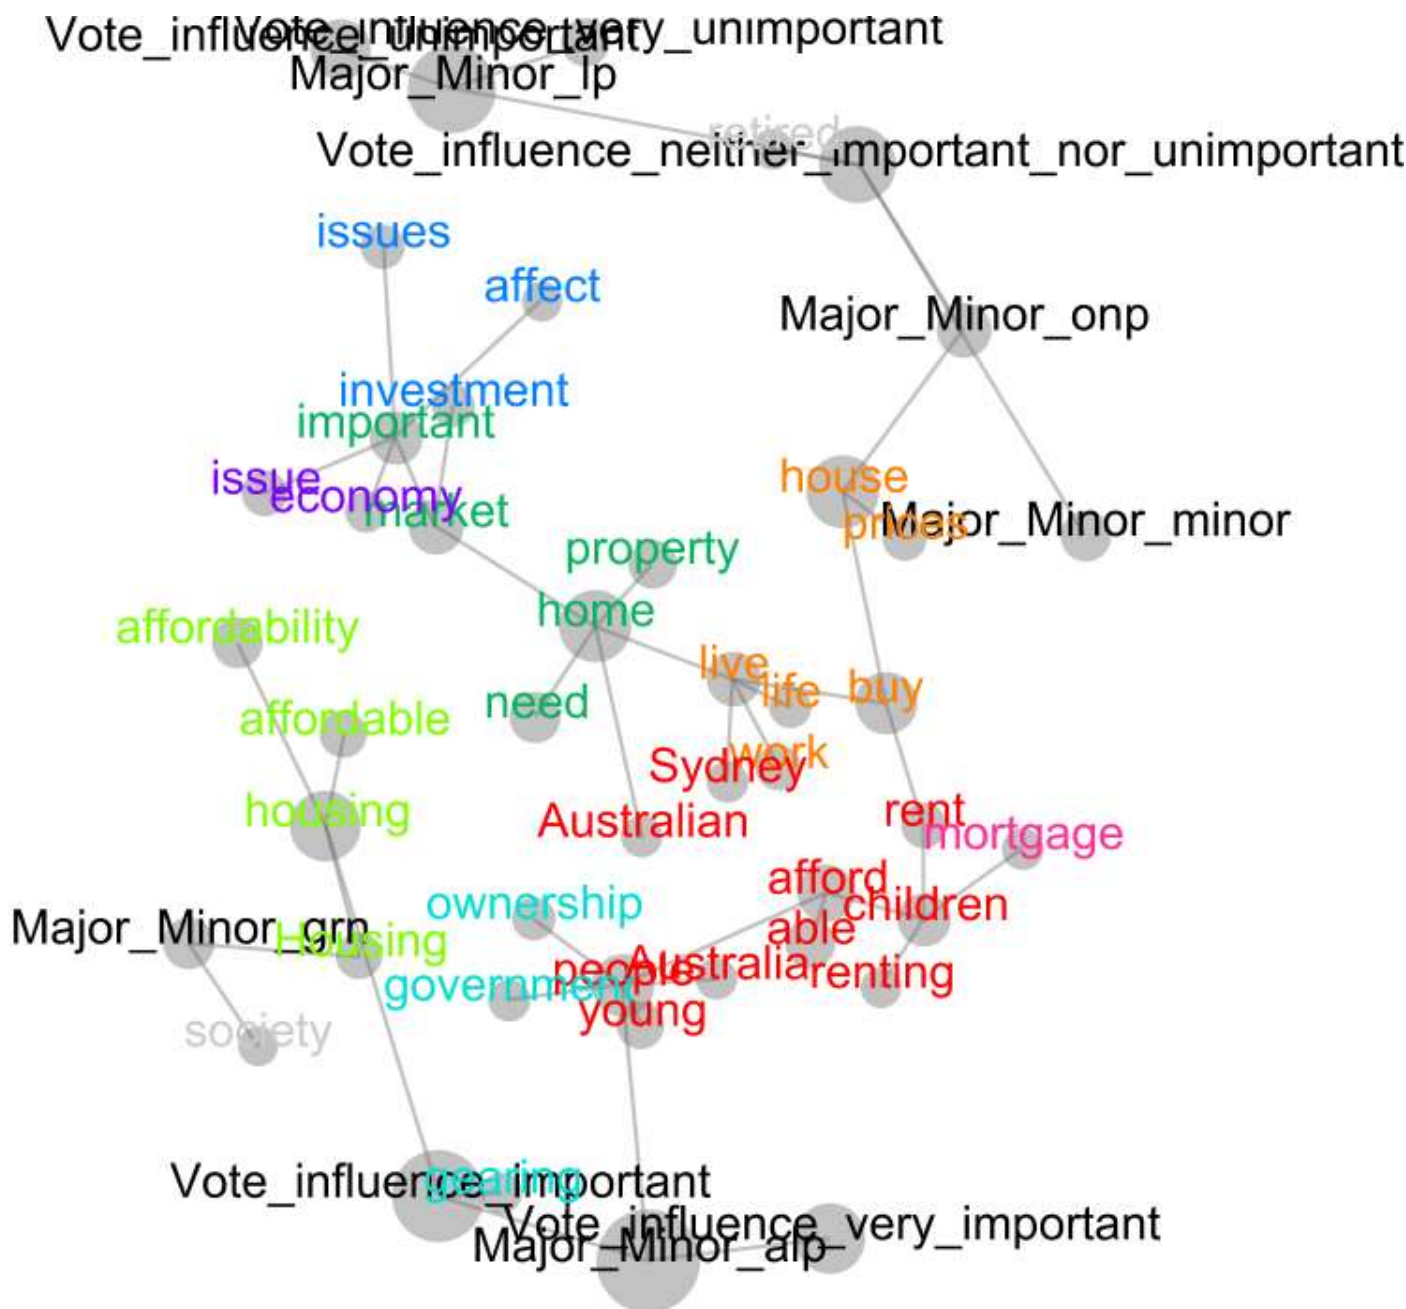 Vote_influence_unimportant
Vote_influence_very_unimportant
Major_Minor_lp
retired
Vote_influence_neither_important_nor_unimportant
issues
affect
Major_Minor_onp
investment
important
issue
economy
market
house
prices
Major_Minor_minor
property
home
affordability
live
life
buy
need
affordable
work
Sydney
housing
Australian
rent
mortgage
afford
children
ownership
able
Major_Minor_grn
Housing
people
Australia
renting
government
young
society
Vote_influence_important
gearing
Vote_influence_very_important
Major_Minor_alp